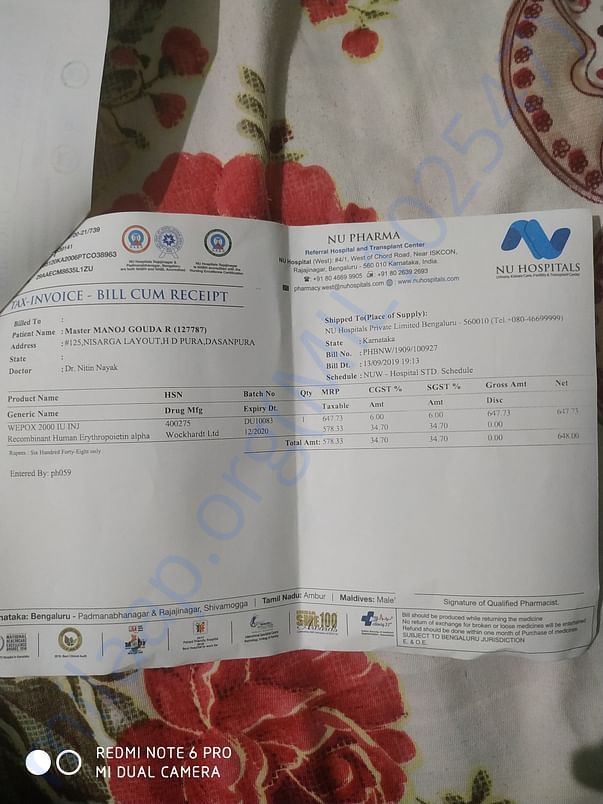 TAX-INVOICE - BILL CUM RECEIPT
NU PHARMA
Referral Hospital and Transplant Center
NU Hospital (West): 84/1, West of Chord Road, Near ISKCON,
Rajajinagar, Bengaluru - 560 010 Karnataka, India.
+91 80 4669 9905 +91 80 2639 2693
pharmacy.west@nuhospitals.com www.nuhospitals.com
NU HOSPITALS
Billed To :
Patient Name : Master MANOJ GOUDA R (127787)
Address : #125,NISARGA LAYOUT,H D PURA,DASANPURA
State :
Doctor : Dr. Nitin Nayak
Shipped To(Place of Supply):
NU Hospitals Private Limited Bengaluru - 560010 (Tel.+080-46699999)
State : Karnataka
Bill No. : PHBNW/1909/100927
Bill Dt. : 13/09/2019 19:13
Schedule : NUW - Hospital STD. Schedule
Product Name HSN Batch No Qty MRP CGST % SGST % Gross Amt Net
Generic Name Drug Mfg Expiry Dt. Taxable Amt Amt Disc
WEPOX 2000 IU INJ 400275 DU10083 1 647.73 6.00 6.00 647.73 647.73
Recombinant Human Erythropoetin alpha Wockhardt Ltd 12/2020 578.33 34.70 34.70 0.00
Total Amt: 578.33 34.70 34.70 0.00 648.00
Rupees : Six Hundred Forty-Eight only
Entered By: ph059
nataka: Bengaluru - Padmanabhanagar & Rajajinagar, Shivamogga | Tamil Nadu: Ambur | Maldives: Male'
Signature of Qualified Pharmacist.
Bill should be produced while returning the medicine
No return of exchange for broken or loose medicines will be entertained
Refund should be done within one month of Purchase of medicines
SUBJECT TO BENGALURU JURISDICTION
E. & O.E.
REDMI NOTE 6 PRO
MI DUAL CAMERA